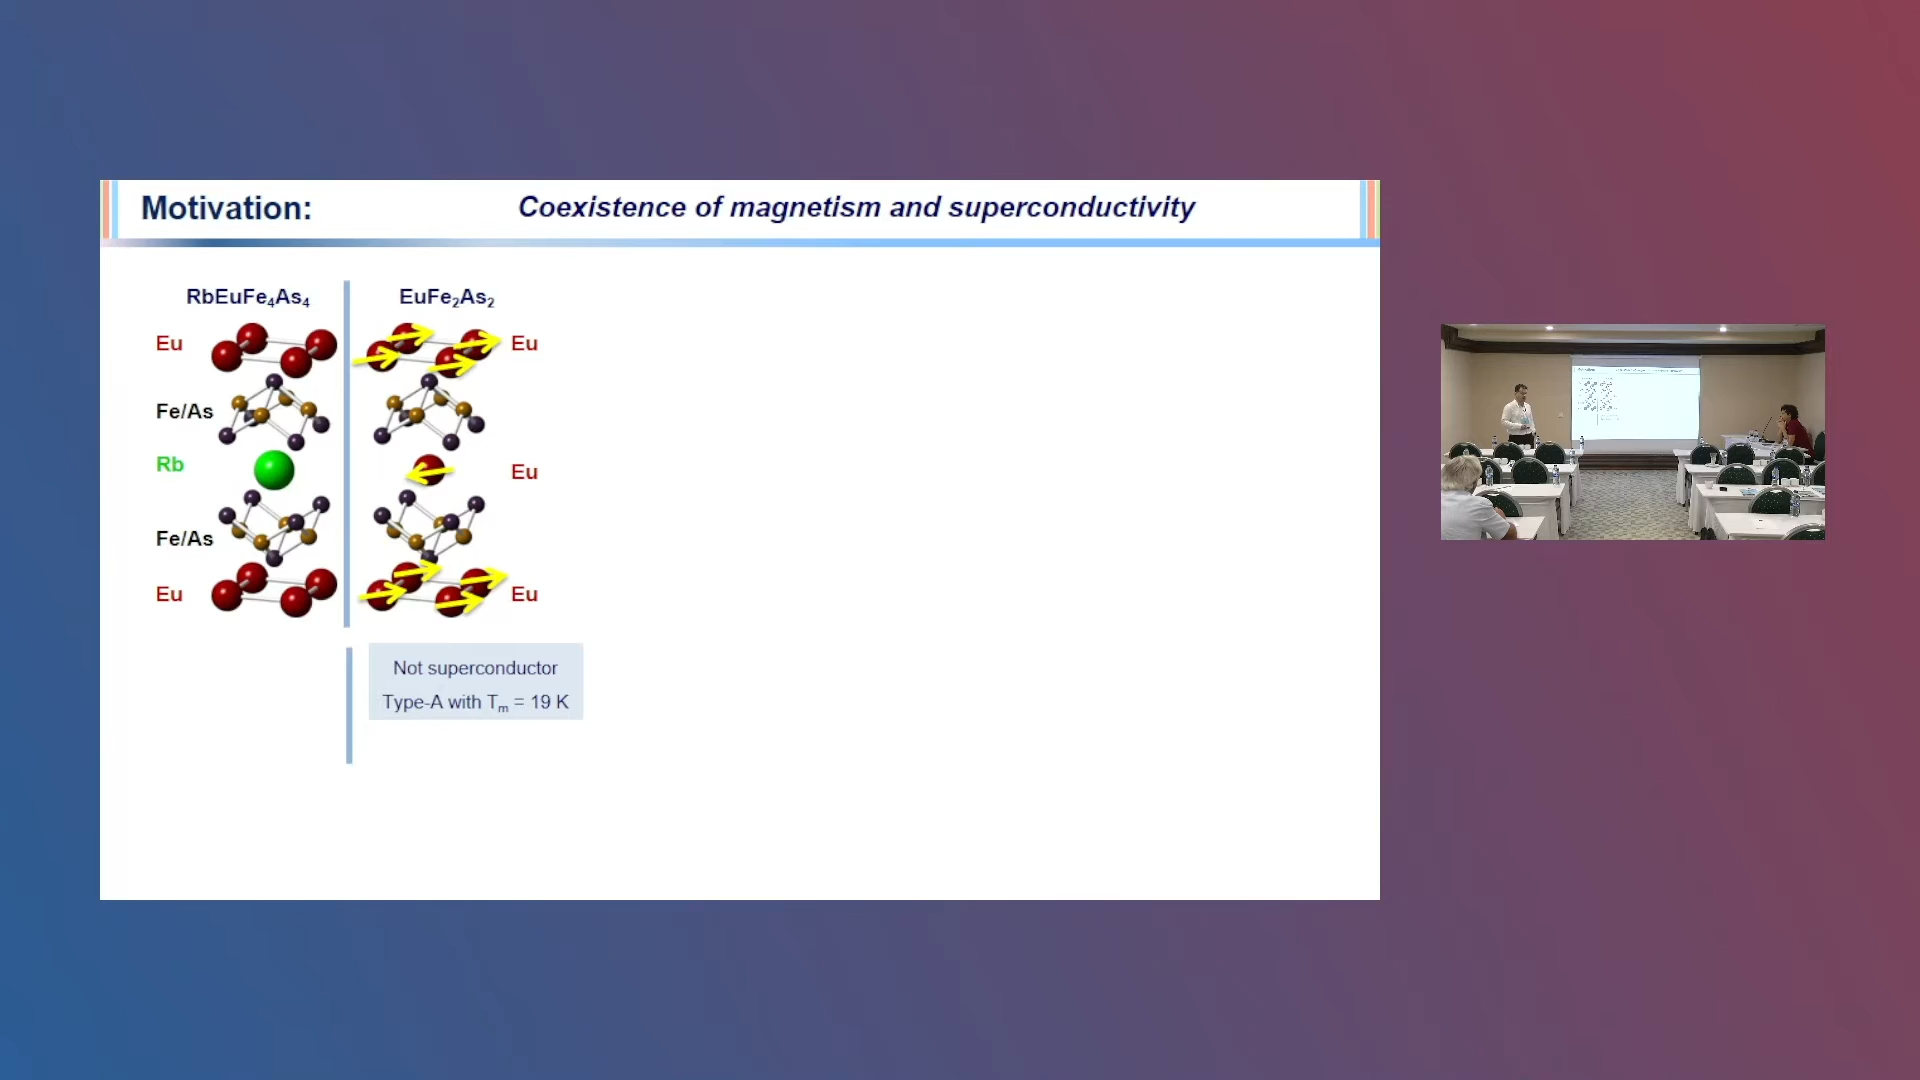 Motivation:
Coexistence of magnetism and superconductivity
RbEuFe₄As₄
EuFe₂As₂
Eu
Eu
Fe/As
Rb
Eu
Fe/As
Eu
Eu
Not superconductor
Type-A with Tₘ = 19 K